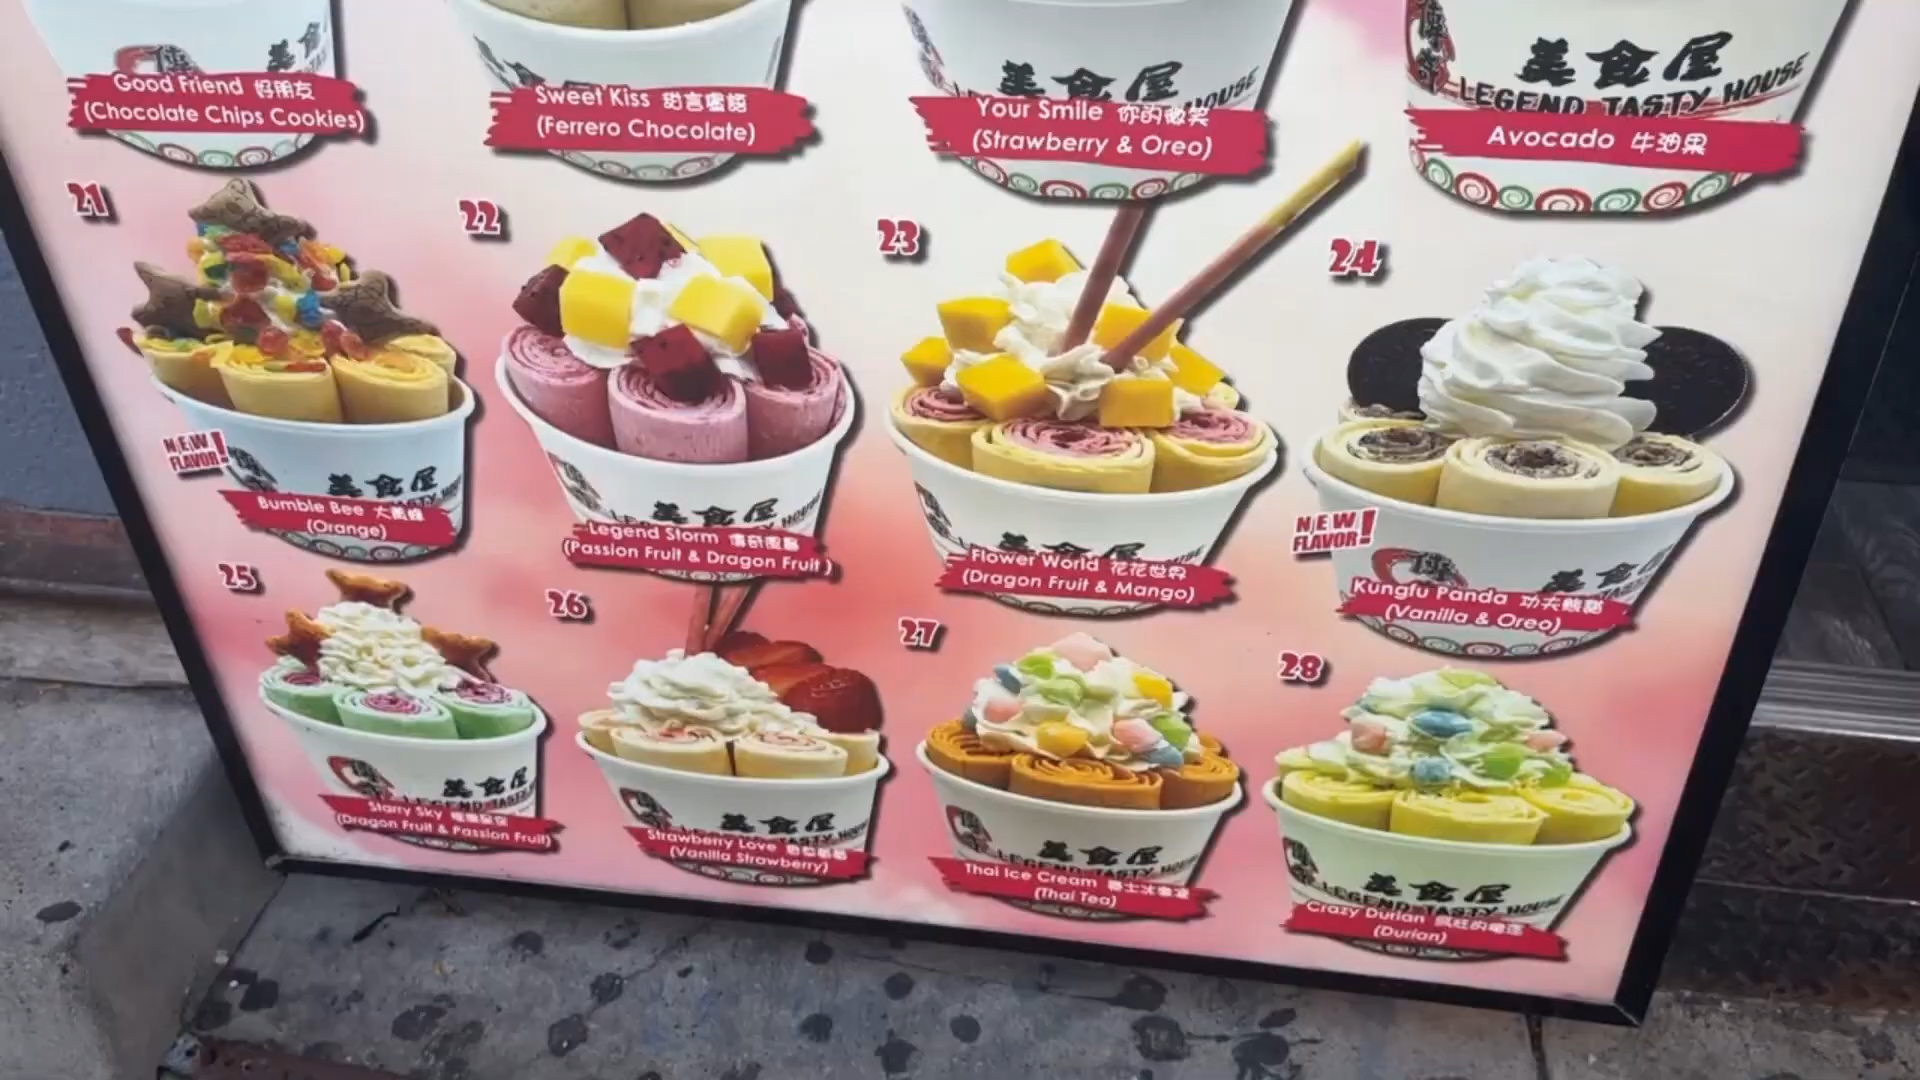 Good Friend 好朋友
(Chocolate Chips Cookies)
Sweet Kiss 甜言蜜語
(Ferrero Chocolate)
美食屋
Your Smile 你的微笑
(Strawberry & Oreo)
美食屋
LEGEND TASTY HOUSE
Avocado 牛油果
21
NEW FLAVOR!
美食屋
Bumble Bee 大黃蜂
(Orange)
22
美食屋
Legend Storm 傳奇風暴
(Passion Fruit & Dragon Fruit)
23
美食屋
Flower World 花花世界
(Dragon Fruit & Mango)
24
NEW FLAVOR!
美食屋
Kungfu Panda 功夫熊貓
(Vanilla & Oreo)
25
美食屋
LEGEND TASTY
Starry Sky
(Dragon Fruit & Passion Fruit)
26
美食屋
Strawberry Love
(Vanilla Strawberry)
27
美食屋
LEGEND TASTY HOUSE
Thai Ice Cream
(Thai Tea)
28
美食屋
LEGEND TASTY HOUSE
Crazy Durian
(Durian)